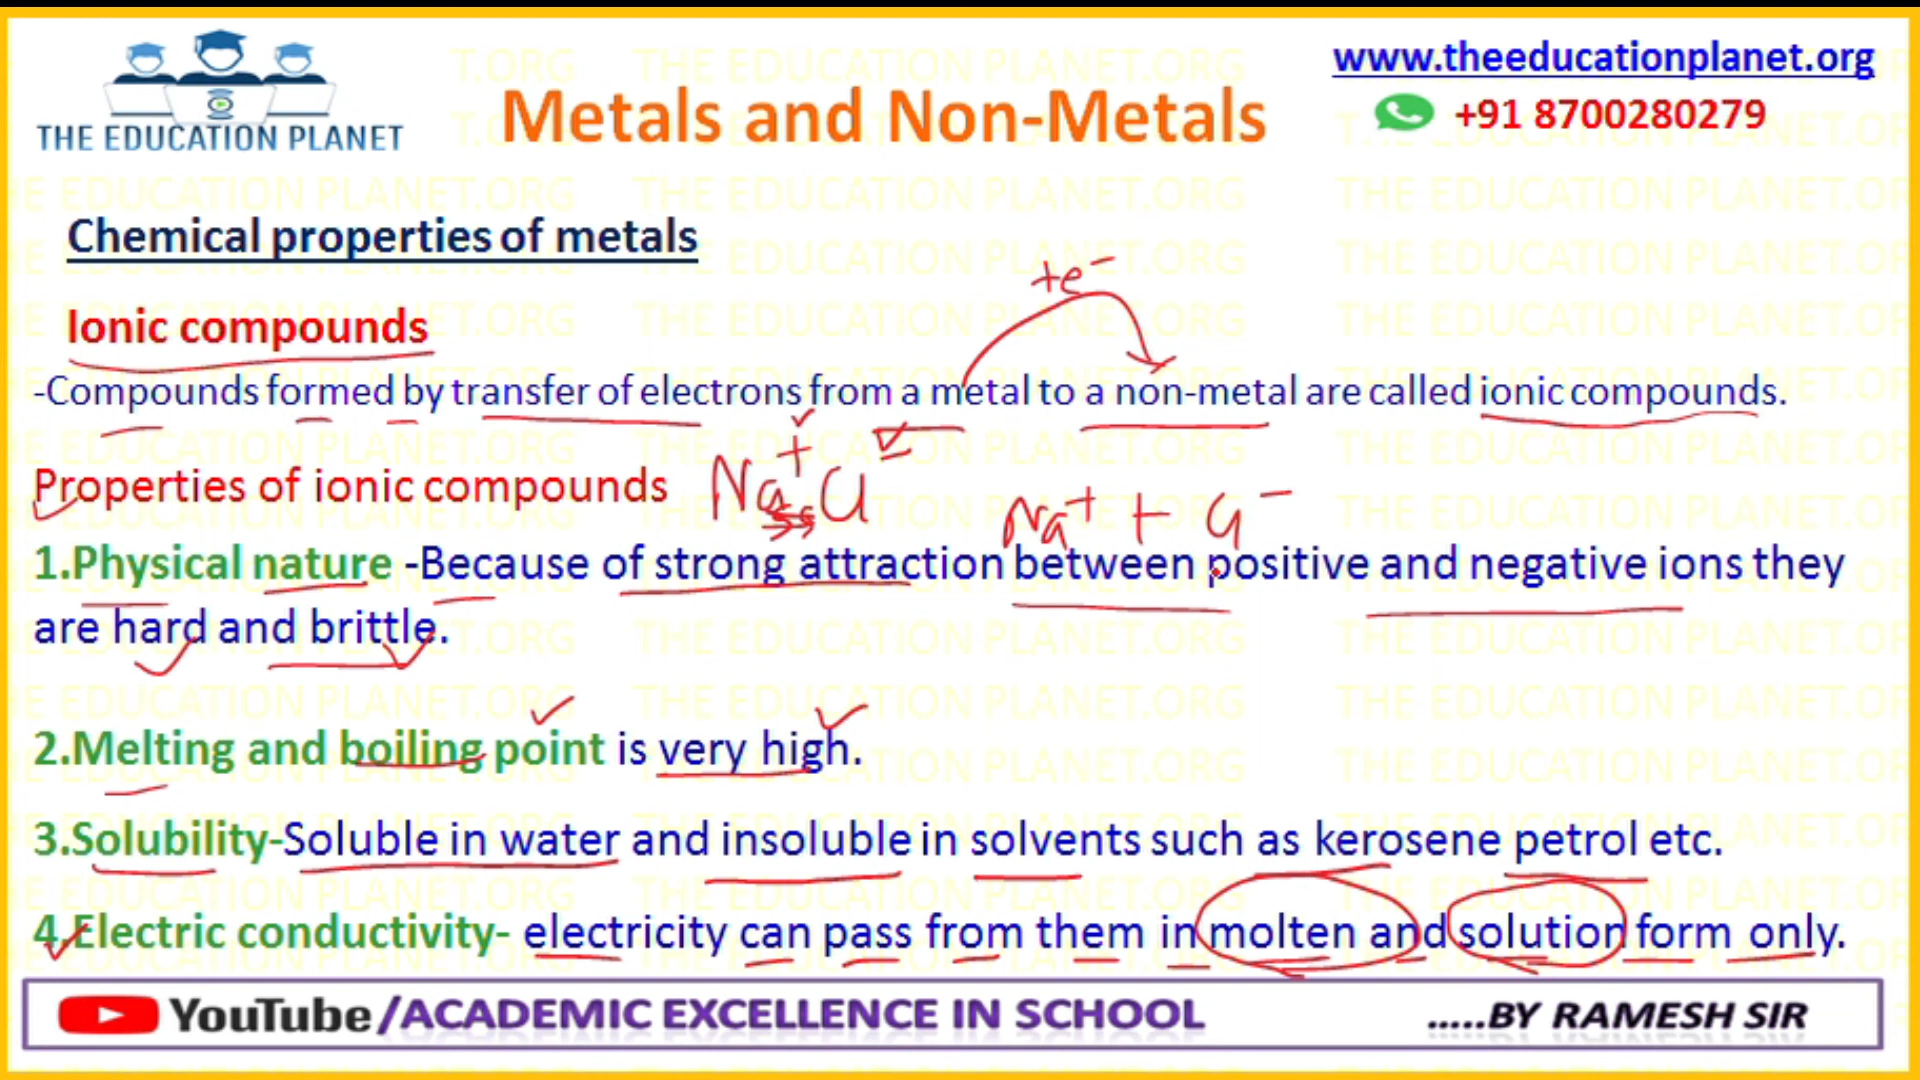 THE EDUCATION PLANET
Metals and Non-Metals
www.theeducationplanet.org
+91 8700280279
Chemical properties of metals
Ionic compounds
+e⁻
-Compounds formed by transfer of electrons from a metal to a non-metal are called ionic compounds.
Properties of ionic compounds
Na⁺Cl⁻
Na⁺ + Cl⁻
1.Physical nature -Because of strong attraction between positive and negative ions they
are hard and brittle.
2.Melting and boiling point is very high.
3.Solubility-Soluble in water and insoluble in solvents such as kerosene petrol etc.
4.Electric conductivity- electricity can pass from them in molten and solution form only.
YouTube/ACADEMIC EXCELLENCE IN SCHOOL
.....BY RAMESH SIR